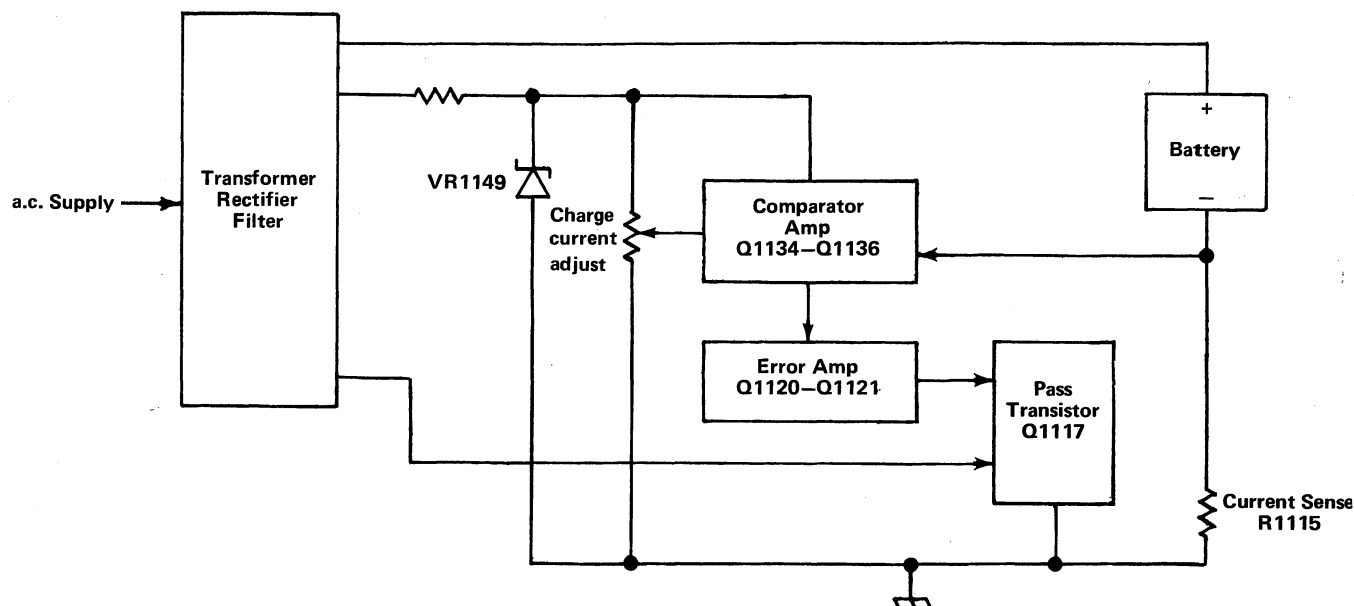 a.c. Supply
Transformer
Rectifier
Filter
VR1149
Charge
current
adjust
Comparator
Amp
Q1134–Q1136
Error Amp
Q1120–Q1121
Pass
Transistor
Q1117
+
Battery
–
Current Sense
R1115